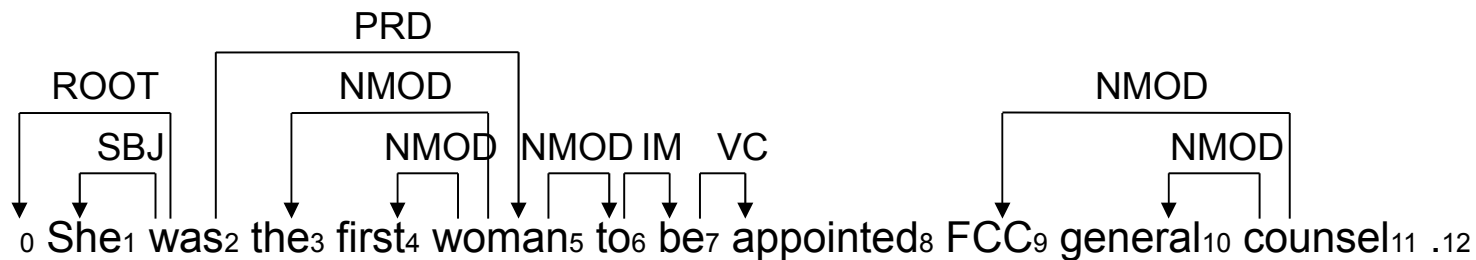 PRD
ROOT NMOD NMOD
SBJ NMOD NMOD IM VC NMOD
0 She1 was2 the3 first4 woman5 to6 be7 appointed8 FCC9 general10 counsel11 .12